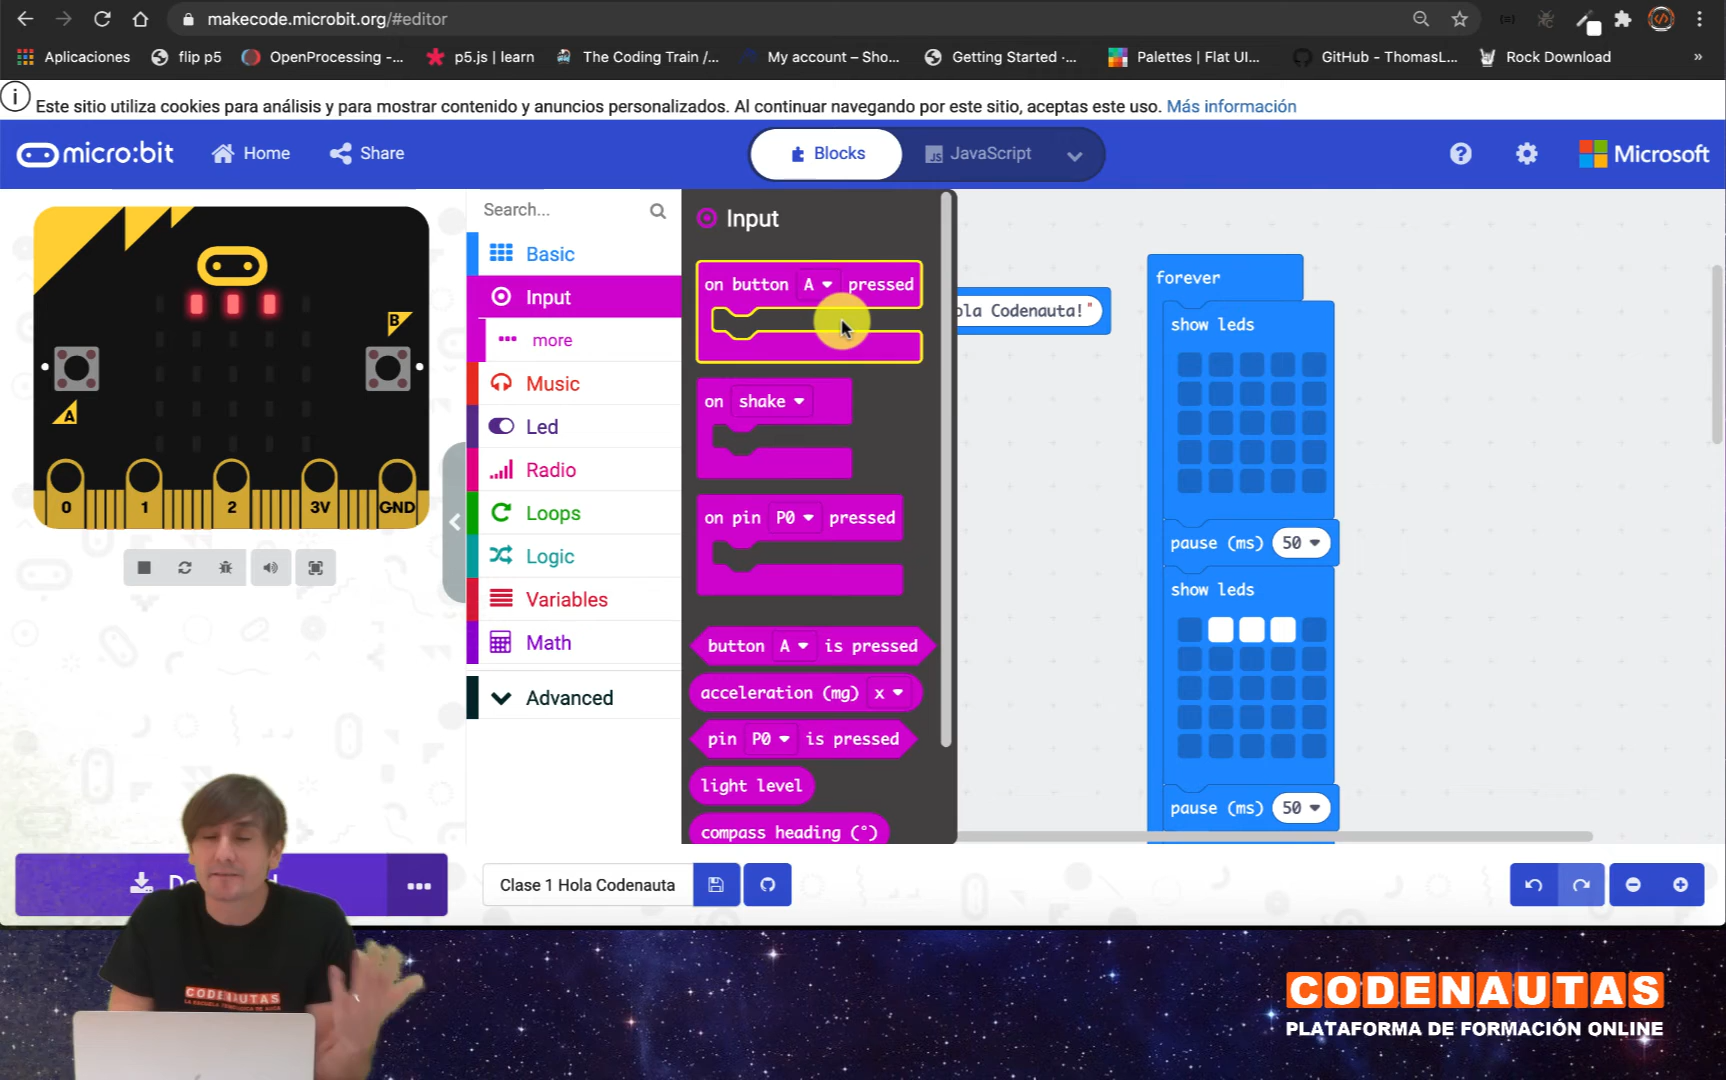 makecode.microbit.org/#editor
Aplicaciones
flip p5
OpenProcessing -...
p5.js | learn
The Coding Train /...
My account – Sho...
Getting Started ·...
Palettes | Flat UI...
GitHub - ThomasL...
Rock Download
»
Este sitio utiliza cookies para análisis y para mostrar contenido y anuncios personalizados. Al continuar navegando por este sitio, aceptas este uso. Más información
micro:bit
Home
Share
Blocks
JS JavaScript
Microsoft
B
A
0 1 2 3V GND
Search...
Basic
Input
more
Music
Led
Radio
Loops
Logic
Variables
Math
Advanced
Input
on button A pressed
on shake
on pin P0 pressed
button A is pressed
acceleration (mg) x
pin P0 is pressed
light level
compass heading (°)
ola Codenauta!"
forever
show leds
pause (ms) 50
show leds
pause (ms) 50
Clase 1 Hola Codenauta
CODENAUTAS
CODENAUTAS
PLATAFORMA DE FORMACIÓN ONLINE